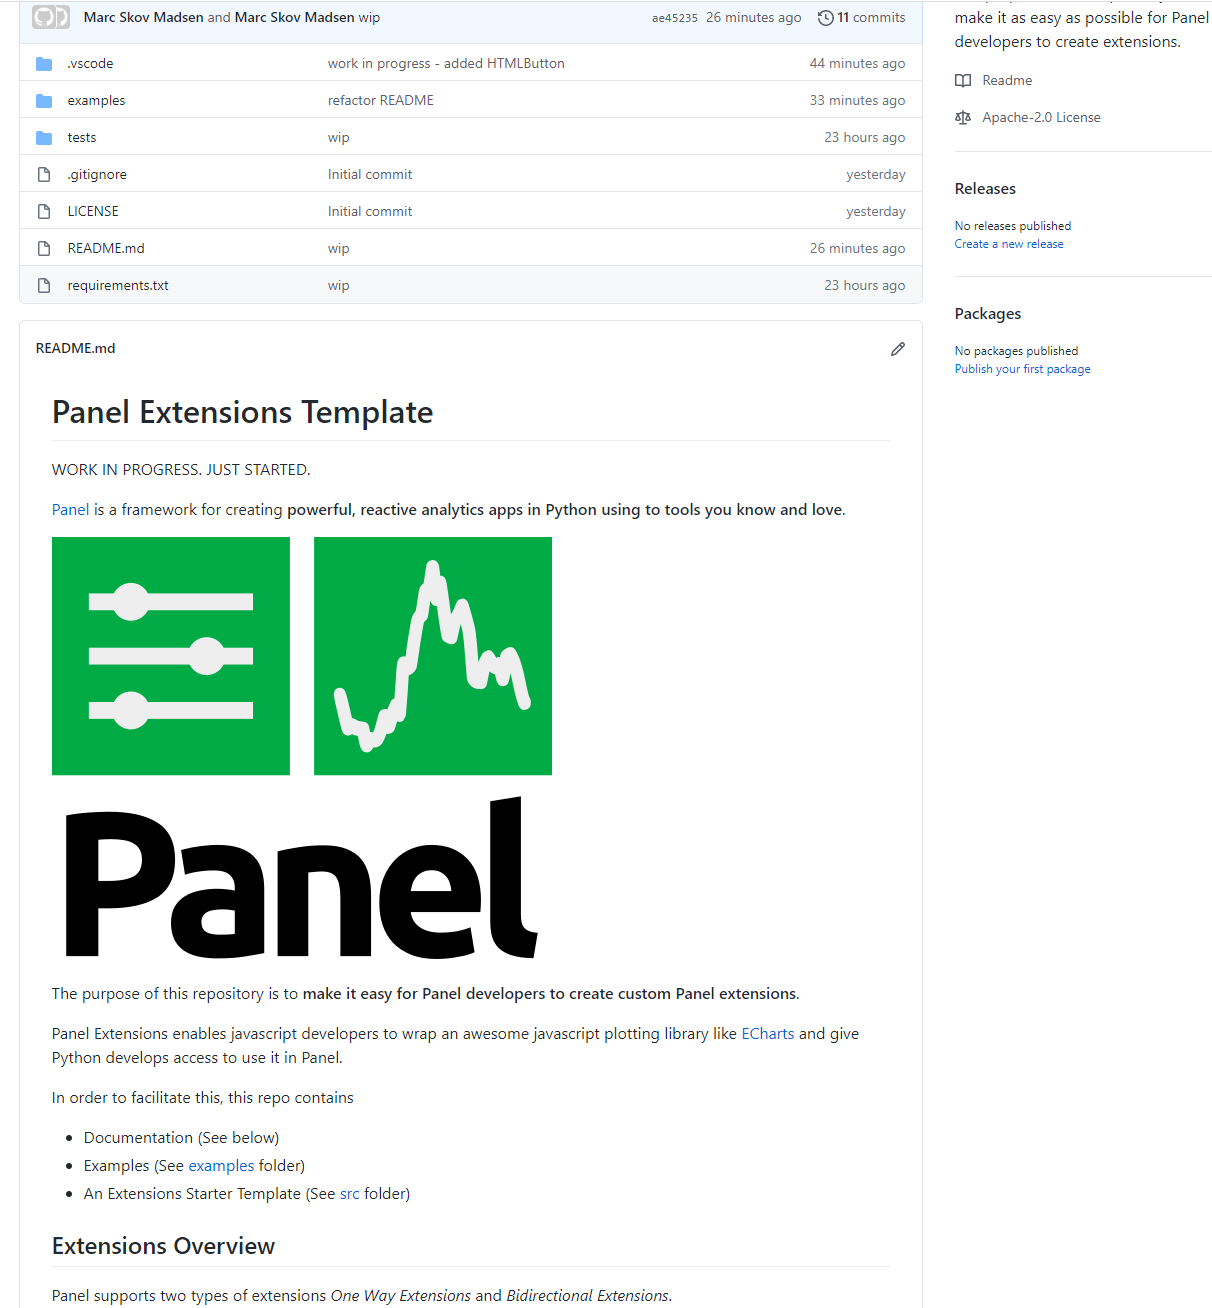 Marc Skov Madsen and Marc Skov Madsen wip ae45235 26 minutes ago 11 commits
.vscode work in progress - added HTMLButton 44 minutes ago
examples refactor README 33 minutes ago
tests wip 23 hours ago
.gitignore Initial commit yesterday
LICENSE Initial commit yesterday
README.md wip 26 minutes ago
requirements.txt wip 23 hours ago
README.md
Panel Extensions Template
WORK IN PROGRESS. JUST STARTED.
Panel is a framework for creating powerful, reactive analytics apps in Python using to tools you know and love.
Panel
The purpose of this repository is to make it easy for Panel developers to create custom Panel extensions.
Panel Extensions enables javascript developers to wrap an awesome javascript plotting library like ECharts and give
Python develops access to use it in Panel.
In order to facilitate this, this repo contains
• Documentation (See below)
• Examples (See examples folder)
• An Extensions Starter Template (See src folder)
Extensions Overview
Panel supports two types of extensions One Way Extensions and Bidirectional Extensions.
make it as easy as possible for Panel
developers to create extensions.
Readme
Apache-2.0 License
Releases
No releases published
Create a new release
Packages
No packages published
Publish your first package